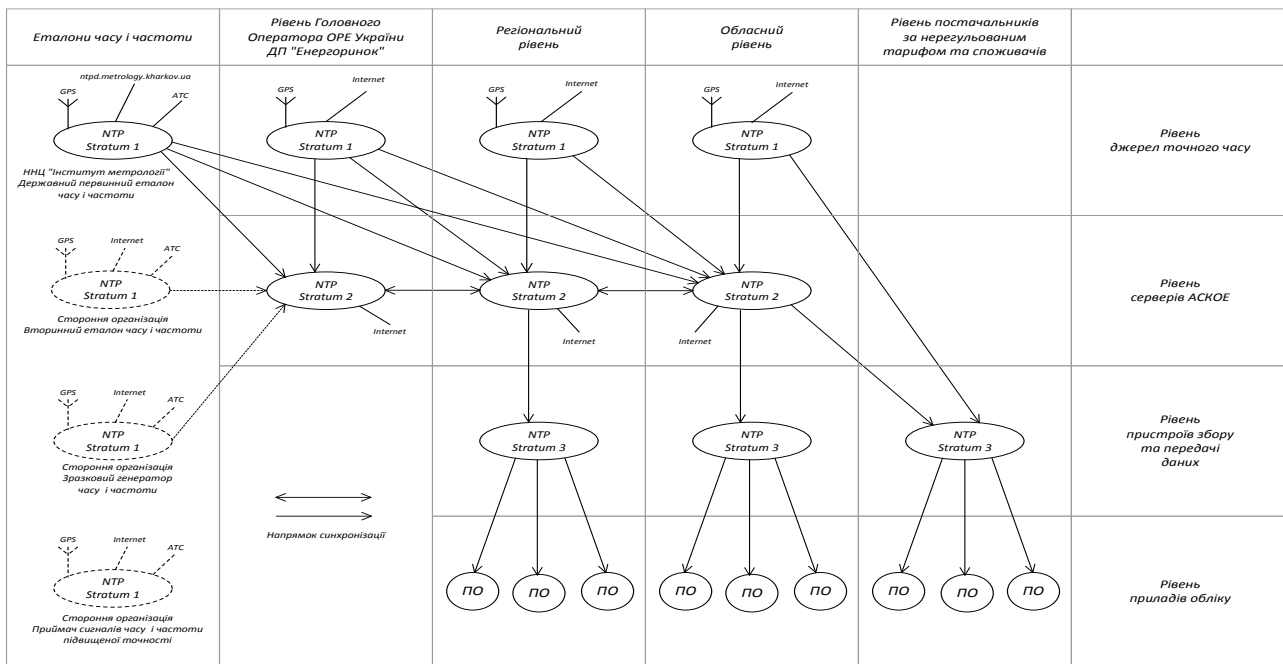 Еталони часу і частоти
Рівень Головного
Оператора ОРЕ України
ДП "Енергоринок"
Регіональний
рівень
Обласний
рівень
Рівень постачальників
за нерегульованим
тарифом та споживачів
ntpd.metrology.kharkov.ua
GPS
АТС
NTP
Stratum 1
ННЦ "Інститут метрології"
Державний первинний еталон
часу і частоти
GPS
Internet
NTP
Stratum 1
GPS
Internet
NTP
Stratum 1
GPS
Internet
NTP
Stratum 1
Рівень
джерел точного часу
GPS
Internet
АТС
NTP
Stratum 1
Стороння організація
Вторинний еталон часу і частоти
NTP
Stratum 2
Internet
NTP
Stratum 2
Internet
NTP
Stratum 2
Internet
Рівень
серверів АСКОЕ
GPS
Internet
АТС
NTP
Stratum 1
Стороння організація
Зразковий генератор
часу і частоти
Напрямок синхронізації
NTP
Stratum 3
NTP
Stratum 3
NTP
Stratum 3
Рівень
пристроїв збору
та передачі
даних
GPS
Internet
АТС
NTP
Stratum 1
Стороння організація
Приймач сигналів часу і частоти
підвищеної точності
ПО ПО ПО
ПО ПО ПО
ПО ПО ПО
Рівень
приладів обліку